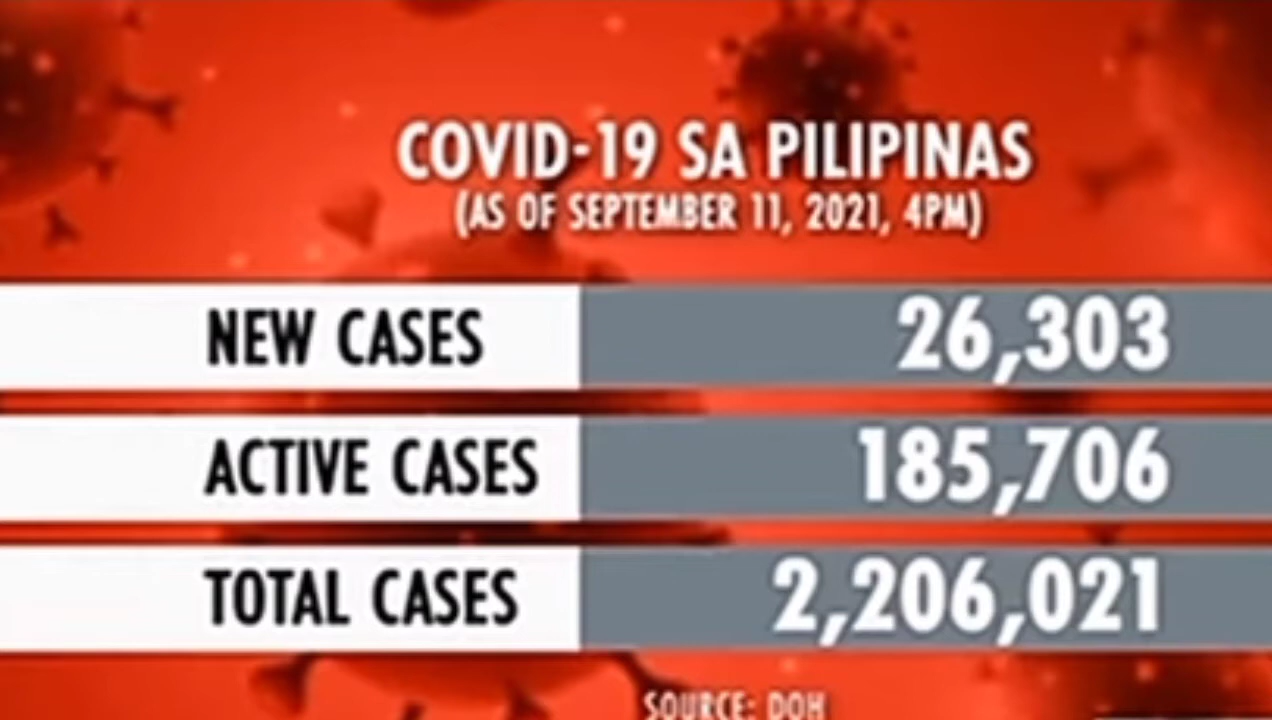 COVID-19 SA PILIPINAS
(AS OF SEPTEMBER 11, 2021, 4PM)
NEW CASES 26,303
ACTIVE CASES 185,706
TOTAL CASES 2,206,021
SOURCE: DOH